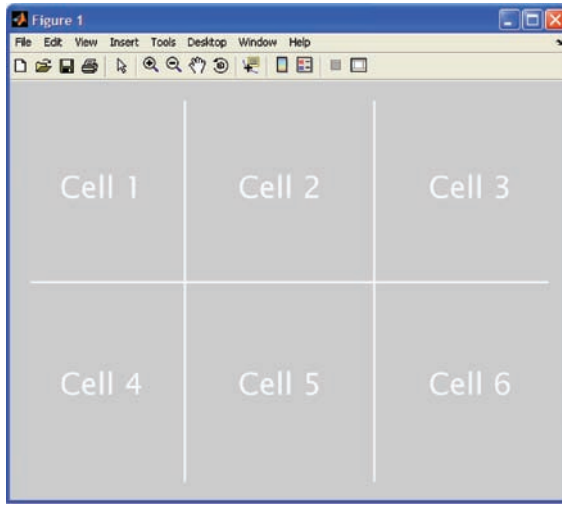 Figure 1
File Edit View Insert Tools Desktop Window Help
Cell 1 Cell 2 Cell 3
Cell 4 Cell 5 Cell 6